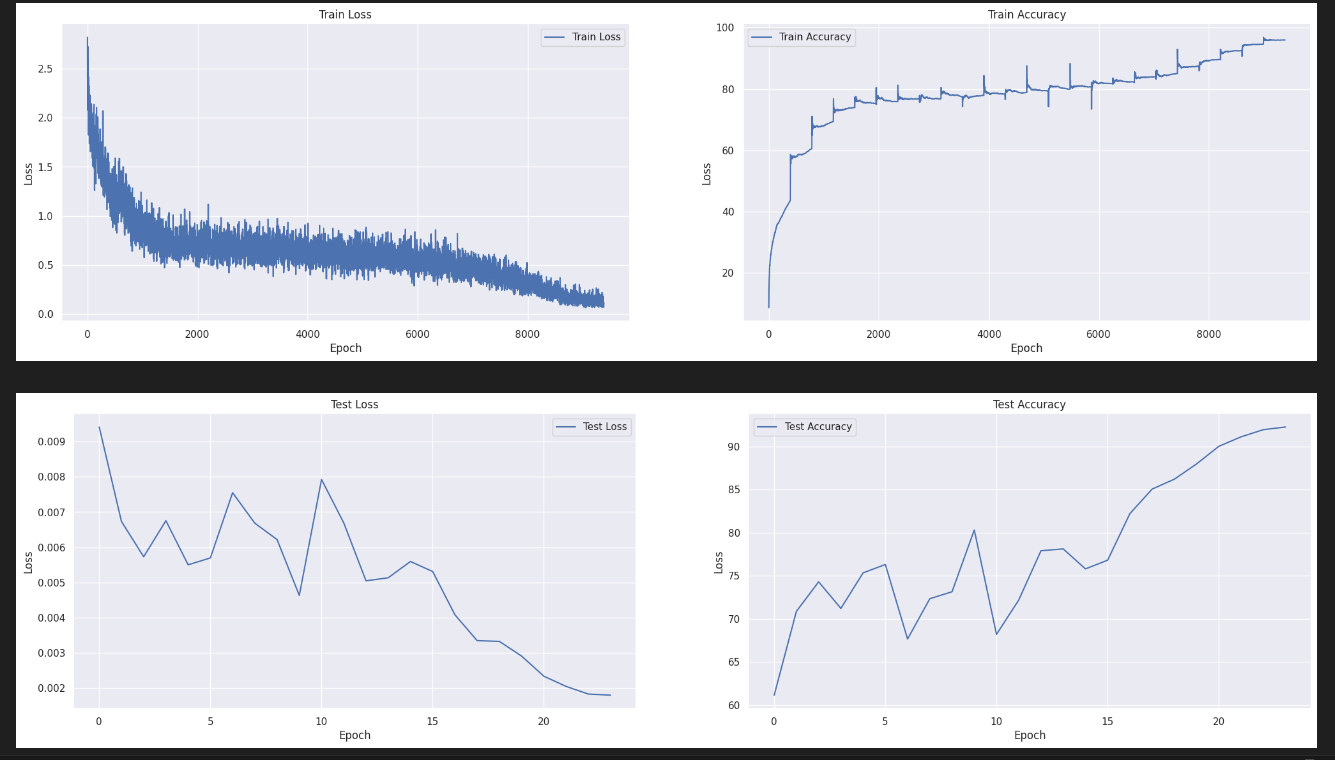 Train Loss
Train Loss
2.5
2.0
1.5
1.0
0.5
0.0
Loss
0 2000 4000 6000 8000
Epoch
Train Accuracy
Train Accuracy
100
80
60
40
20
Loss
0 2000 4000 6000 8000
Epoch
Test Loss
Test Loss
0.009
0.008
0.007
0.006
0.005
0.004
0.003
0.002
Loss
0 5 10 15 20
Epoch
Test Accuracy
Test Accuracy
90
85
80
75
70
65
60
Loss
0 5 10 15 20
Epoch